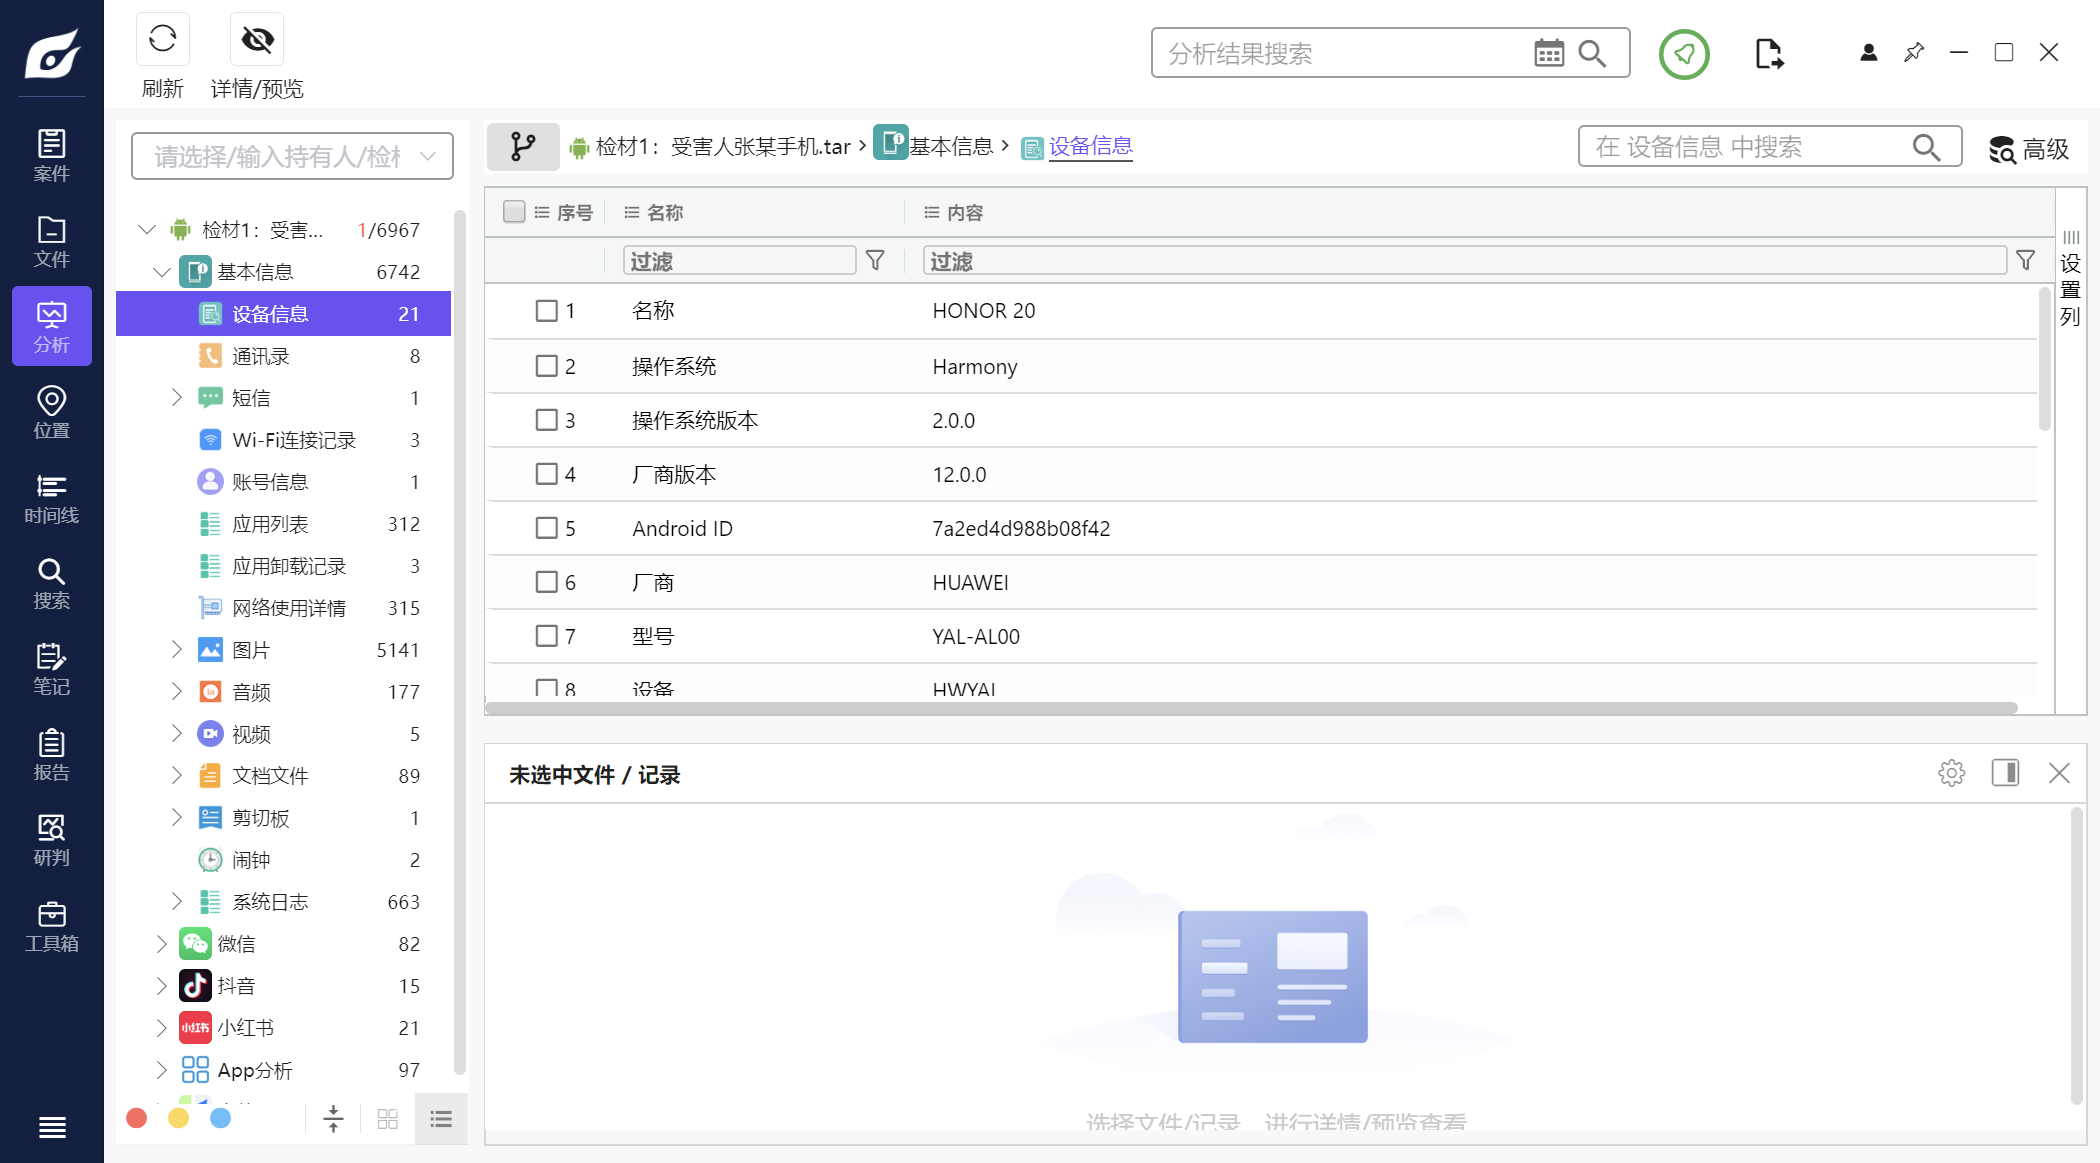 刷新
详情/预览
分析结果搜索
案件
文件
分析
位置
时间线
搜索
笔记
报告
研判
工具箱
请选择/输入持有人/检材
检材1：受害... 1/6967
基本信息 6742
设备信息 21
通讯录 8
短信 1
Wi-Fi连接记录 3
账号信息 1
应用列表 312
应用卸载记录 3
网络使用详情 315
图片 5141
音频 177
视频 5
文档文件 89
剪切板 1
闹钟 2
系统日志 663
微信 82
抖音 15
小红书 小红书 21
App分析 97
检材1：受害人张某手机.tar 基本信息 设备信息
在 设备信息 中搜索
高级
序号 名称 内容
过滤 过滤
1 名称 HONOR 20
2 操作系统 Harmony
3 操作系统版本 2.0.0
4 厂商版本 12.0.0
5 Android ID 7a2ed4d988b08f42
6 厂商 HUAWEI
7 型号 YAL-AL00
8 设备 HWYAL
设置列
未选中文件 / 记录
选择文件/记录 进行详情/预览查看